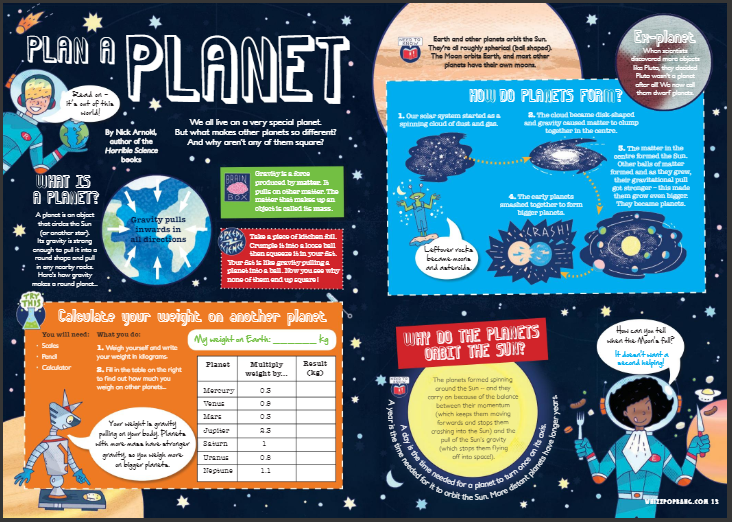 PLAN A
PLANET
Read on –
it's out of this
world!
By Nick Arnold,
author of the
Horrible Science
books
We all live on a very special planet.
But what makes other planets so different?
And why aren't any of them square?
WHAT IS
A PLANET?
A planet is an object
that circles the Sun
(or another star).
Its gravity is strong
enough to pull it into a
round shape and pull
in any nearby rocks.
Here's how gravity
makes a round planet...
Gravity pulls
inwards in
all directions
BRAIN
BOX
Gravity is a force
produced by matter. It
pulls on other matter. The
matter that makes up an
object is called its mass.
Take a piece of kitchen foil.
Crumple it into a loose ball
then squeeze it in your fist.
Your fist is like gravity pulling a
planet into a ball. Now you see why
none of them end up square!
TRY
THIS
Calculate your weight on another planet
You will need:
• Scales
• Pencil
• Calculator
What you do:
1. Weigh yourself and write
your weight in kilograms.
2. Fill in the table on the right
to find out how much you
weigh on other planets...
My weight on Earth: ________ kg
Planet Multiply weight by... Result (kg)
Mercury 0.3
Venus 0.9
Mars 0.3
Jupiter 2.3
Saturn 1
Uranus 0.8
Neptune 1.1
Your weight is gravity
pulling on your body. Planets
with more mass have stronger
gravity, so you weigh more
on bigger planets.
NEED TO
KNOW
Earth and other planets orbit the Sun.
They're all roughly spherical (ball shaped).
The Moon orbits Earth, and most other
planets have their own moons.
Ex-planet
When scientists
discovered more objects
like Pluto, they decided
Pluto wasn't a planet
after all! We now call
them dwarf planets.
HOW DO PLANETS FORM?
1. Our solar system started as a
spinning cloud of dust and gas.
2. The cloud became disk-shaped
and gravity caused matter to clump
together in the centre.
3. The matter in the
centre formed the Sun.
Other balls of matter
formed and as they grew,
their gravitational pull
got stronger – this made
them grow even bigger.
They became planets.
4. The early planets
smashed together to form
bigger planets.
CRASH!
Leftover rocks
became moons
and asteroids.
WHY DO THE PLANETS
ORBIT THE SUN?
The planets formed spinning
around the Sun – and they
carry on because of the balance
between their momentum
(which keeps them moving
forwards and stops them
crashing into the Sun) and the
pull of the Sun's gravity
(which stops them flying
off into space!).
A day is the time needed for a planet to turn once on its axis.
A year is the time needed for it to orbit the Sun. More distant planets have longer years.
How can you tell
when the Moon's full?
It doesn't want a
second helping!
WHIZZPOPBANG.COM 13